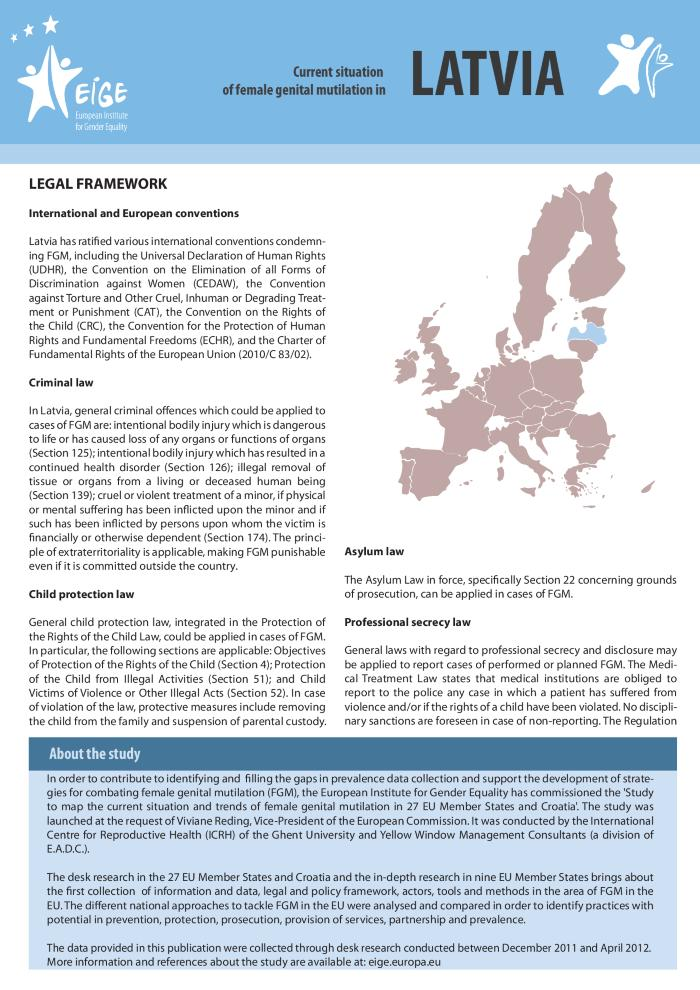 EIGE
European Institute
for Gender Equality
Current situation
of female genital mutilation in
LATVIA
LEGAL FRAMEWORK
International and European conventions
Latvia has ratified various international conventions condemn-
ing FGM, including the Universal Declaration of Human Rights
(UDHR), the Convention on the Elimination of all Forms of
Discrimination against Women (CEDAW), the Convention
against Torture and Other Cruel, Inhuman or Degrading Treat-
ment or Punishment (CAT), the Convention on the Rights of
the Child (CRC), the Convention for the Protection of Human
Rights and Fundamental Freedoms (ECHR), and the Charter of
Fundamental Rights of the European Union (2010/C 83/02).
Criminal law
In Latvia, general criminal offences which could be applied to
cases of FGM are: intentional bodily injury which is dangerous
to life or has caused loss of any organs or functions of organs
(Section 125); intentional bodily injury which has resulted in a
continued health disorder (Section 126); illegal removal of
tissue or organs from a living or deceased human being
(Section 139); cruel or violent treatment of a minor, if physical
or mental suffering has been inflicted upon the minor and if
such has been inflicted by persons upon whom the victim is
financially or otherwise dependent (Section 174). The princi-
ple of extraterritoriality is applicable, making FGM punishable
even if it is committed outside the country.
Child protection law
General child protection law, integrated in the Protection of
the Rights of the Child Law, could be applied in cases of FGM.
In particular, the following sections are applicable: Objectives
of Protection of the Rights of the Child (Section 4); Protection
of the Child from Illegal Activities (Section 51); and Child
Victims of Violence or Other Illegal Acts (Section 52). In case
of violation of the law, protective measures include removing
the child from the family and suspension of parental custody.
Asylum law
The Asylum Law in force, specifically Section 22 concerning grounds
of prosecution, can be applied in cases of FGM.
Professional secrecy law
General laws with regard to professional secrecy and disclosure may
be applied to report cases of performed or planned FGM. The Medi-
cal Treatment Law states that medical institutions are obliged to
report to the police any case in which a patient has suffered from
violence and/or if the rights of a child have been violated. No discipli-
nary sanctions are foreseen in case of non-reporting. The Regulation
About the study
In order to contribute to identifying and filling the gaps in prevalence data collection and support the development of strate-
gies for combating female genital mutilation (FGM), the European Institute for Gender Equality has commissioned the 'Study
to map the current situation and trends of female genital mutilation in 27 EU Member States and Croatia'. The study was
launched at the request of Viviane Reding, Vice-President of the European Commission. It was conducted by the International
Centre for Reproductive Health (ICRH) of the Ghent University and Yellow Window Management Consultants (a division of
E.A.D.C.).
The desk research in the 27 EU Member States and Croatia and the in-depth research in nine EU Member States brings about
the first collection of information and data, legal and policy framework, actors, tools and methods in the area of FGM in the
EU. The different national approaches to tackle FGM in the EU were analysed and compared in order to identify practices with
potential in prevention, protection, prosecution, provision of services, partnership and prevalence.
The data provided in this publication were collected through desk research conducted between December 2011 and April 2012.
More information and references about the study are available at: eige.europa.eu